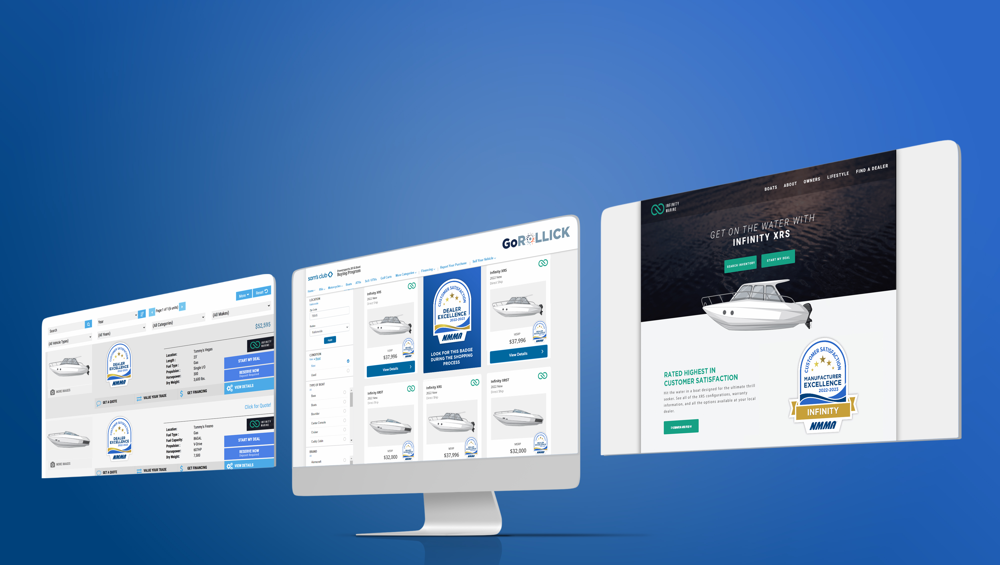 More
Reset
Search
Year
Page:1 of 1(6 units)
(All Vehicle Types)
(All Years)
(All Categories)
(All Makes)
$52,595
CUSTOMER SATISFACTION
DEALER
EXCELLENCE
2022-2023
NMMA
MORE IMAGES
Location: Tommy's Vegas
Length : 23'
Fuel Type : Gas
Propulsion : Single I/O
Horsepower: 300
Dry Weight: 3,600 lbs.
INFINITY
MARINE
START MY DEAL
RESERVE NOW
Deposit Required
VIEW DETAILS
GET A QUOTE
VALUE YOUR TRADE
$ GET FINANCING
Click for Quote!
CUSTOMER SATISFACTION
DEALER
EXCELLENCE
2022-2023
NMMA
MORE IMAGES
Location: Tommy's Fresno
Fuel Type : Gas
Fuel Capacity: 86GAL
Propulsion : V-Drive
Horsepower: 607HP
Dry Weight: 7,500
INFINITY
MARINE
START MY DEAL
RESERVE NOW
Deposit Required
VIEW DETAILS
GET A QUOTE
VALUE YOUR TRADE
$ GET FINANCING
GoROLLICK
sam's club
Powersports, RV & Boat
Buying Program
Home RVs Motorcycles Boats ATVs SxS / UTVs Golf Carts More Categories | Financing | Report Your Purchase | Sell Your Vehicle
LOCATION
Nationwide
Zip Code
78645
Radius
Nationwide
Apply
CONDITION
New Reset
New
Used
TYPE OF BOAT
All
Bass
Boats
Bowrider
Center Console
Cruiser
Cuddy Cabin
BRAND
All
Alumacraft
Infinity XRS
2022 New
Direct Ship
MSRP
$37,996
DEALER
EXCELLENCE
NMMA
View Details
CUSTOMER SATISFACTION
DEALER
EXCELLENCE
2022-2023
NMMA
LOOK FOR THIS BADGE
DURING THE SHOPPING
PROCESS
Infinity XRS
2022 New
Direct Ship
MSRP
$37,996
DEALER
EXCELLENCE
NMMA
View Details
Infinity XRST
2022 New
Direct Ship
MSRP
$32,000
DEALER
EXCELLENCE
NMMA
Infinity XRS
2022 New
Direct Ship
MSRP
$37,996
DEALER
EXCELLENCE
NMMA
Infinity XRST
2022 New
Direct Ship
MSRP
$32,000
DEALER
EXCELLENCE
NMMA
INFINITY
MARINE
BOATS ABOUT OWNERS LIFESTYLE FIND A DEALER
GET ON THE WATER WITH
INFINITY XRS
SEARCH INVENTORY
START MY DEAL
RATED HIGHEST IN
CUSTOMER SATISFACTION
Hit the water in a boat designed for the ultimate thrill
seeker. See all of the XRS configurations, warranty
information, and all the options available at your local
dealer.
CUSTOMER SATISFACTION
MANUFACTURER
EXCELLENCE
2022-2023
INFINITY
NMMA